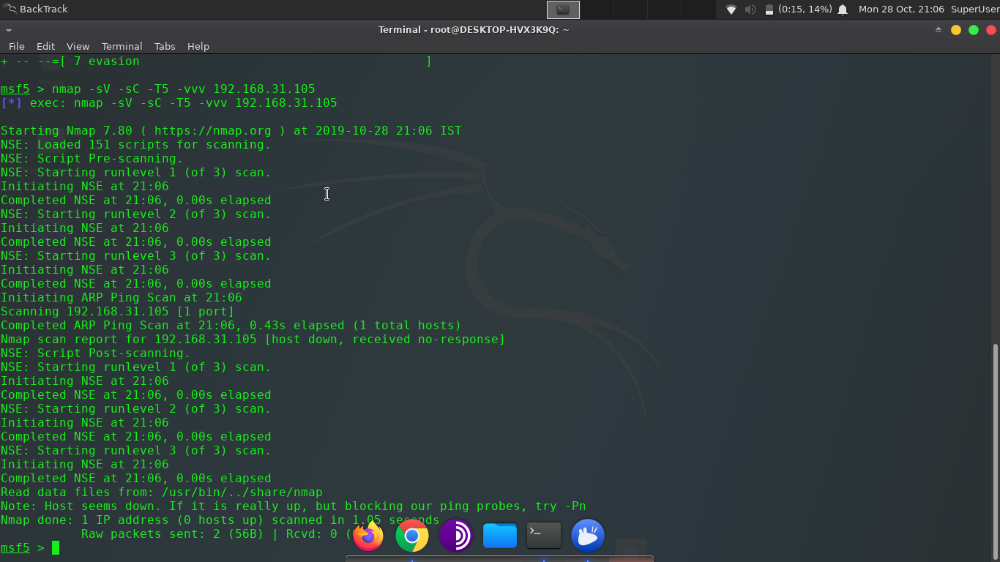 BackTrack
(0:15, 14%)
Mon 28 Oct, 21:06
SuperUser
Terminal - root@DESKTOP-HVX3K9Q: ~
File Edit View Terminal Tabs Help
+ -- --=[ 7 evasion ]
msf5 > nmap -sV -sC -T5 -vvv 192.168.31.105
[*] exec: nmap -sV -sC -T5 -vvv 192.168.31.105
Starting Nmap 7.80 ( https://nmap.org ) at 2019-10-28 21:06 IST
NSE: Loaded 151 scripts for scanning.
NSE: Script Pre-scanning.
NSE: Starting runlevel 1 (of 3) scan.
Initiating NSE at 21:06
Completed NSE at 21:06, 0.00s elapsed
NSE: Starting runlevel 2 (of 3) scan.
Initiating NSE at 21:06
Completed NSE at 21:06, 0.00s elapsed
NSE: Starting runlevel 3 (of 3) scan.
Initiating NSE at 21:06
Completed NSE at 21:06, 0.00s elapsed
Initiating ARP Ping Scan at 21:06
Scanning 192.168.31.105 [1 port]
Completed ARP Ping Scan at 21:06, 0.43s elapsed (1 total hosts)
Nmap scan report for 192.168.31.105 [host down, received no-response]
NSE: Script Post-scanning.
NSE: Starting runlevel 1 (of 3) scan.
Initiating NSE at 21:06
Completed NSE at 21:06, 0.00s elapsed
NSE: Starting runlevel 2 (of 3) scan.
Initiating NSE at 21:06
Completed NSE at 21:06, 0.00s elapsed
NSE: Starting runlevel 3 (of 3) scan.
Initiating NSE at 21:06
Completed NSE at 21:06, 0.00s elapsed
Read data files from: /usr/bin/../share/nmap
Note: Host seems down. If it is really up, but blocking our ping probes, try -Pn
Nmap done: 1 IP address (0 hosts up) scanned in 1.05 seconds
Raw packets sent: 2 (56B) | Rcvd: 0 (
msf5 >